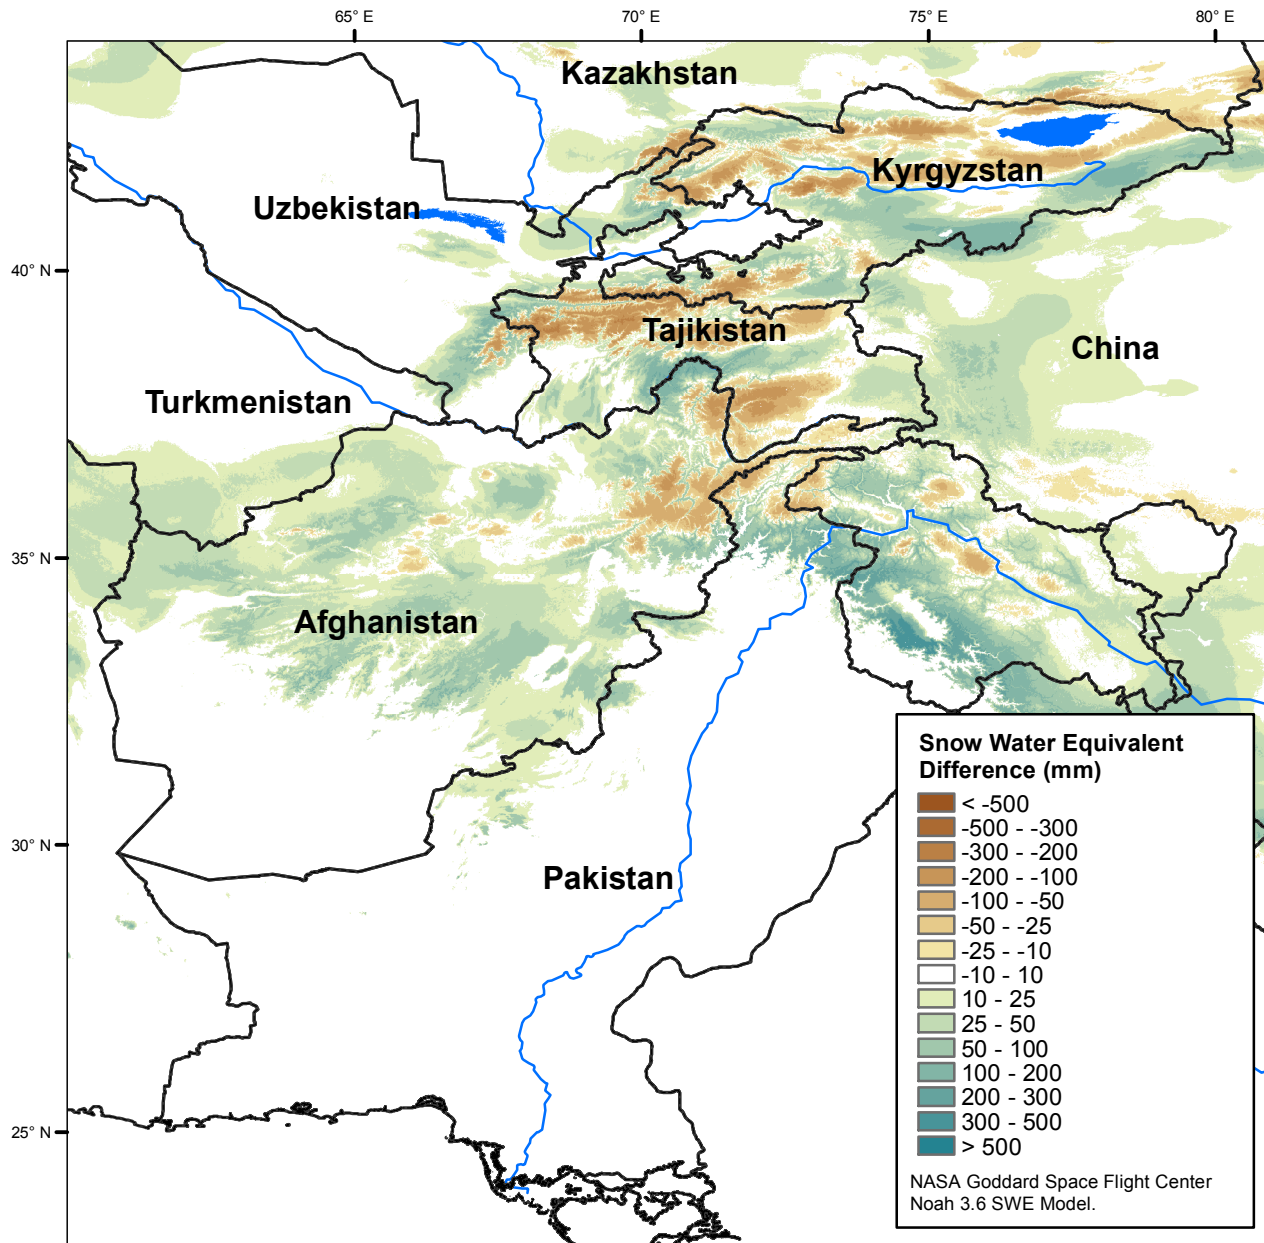 65° E
70° E
75° E
80° E
Kazakhstan
Kyrgyzstan
Uzbekistan
40° N
Tajikistan
China
Turkmenistan
35° N
Afghanistan
30° N
Pakistan
25° N
Snow Water Equivalent
Difference (mm)
< -500
-500 - -300
-300 - -200
-200 - -100
-100 - -50
-50 - -25
-25 - -10
-10 - 10
10 - 25
25 - 50
50 - 100
100 - 200
200 - 300
300 - 500
> 500
NASA Goddard Space Flight Center
Noah 3.6 SWE Model.